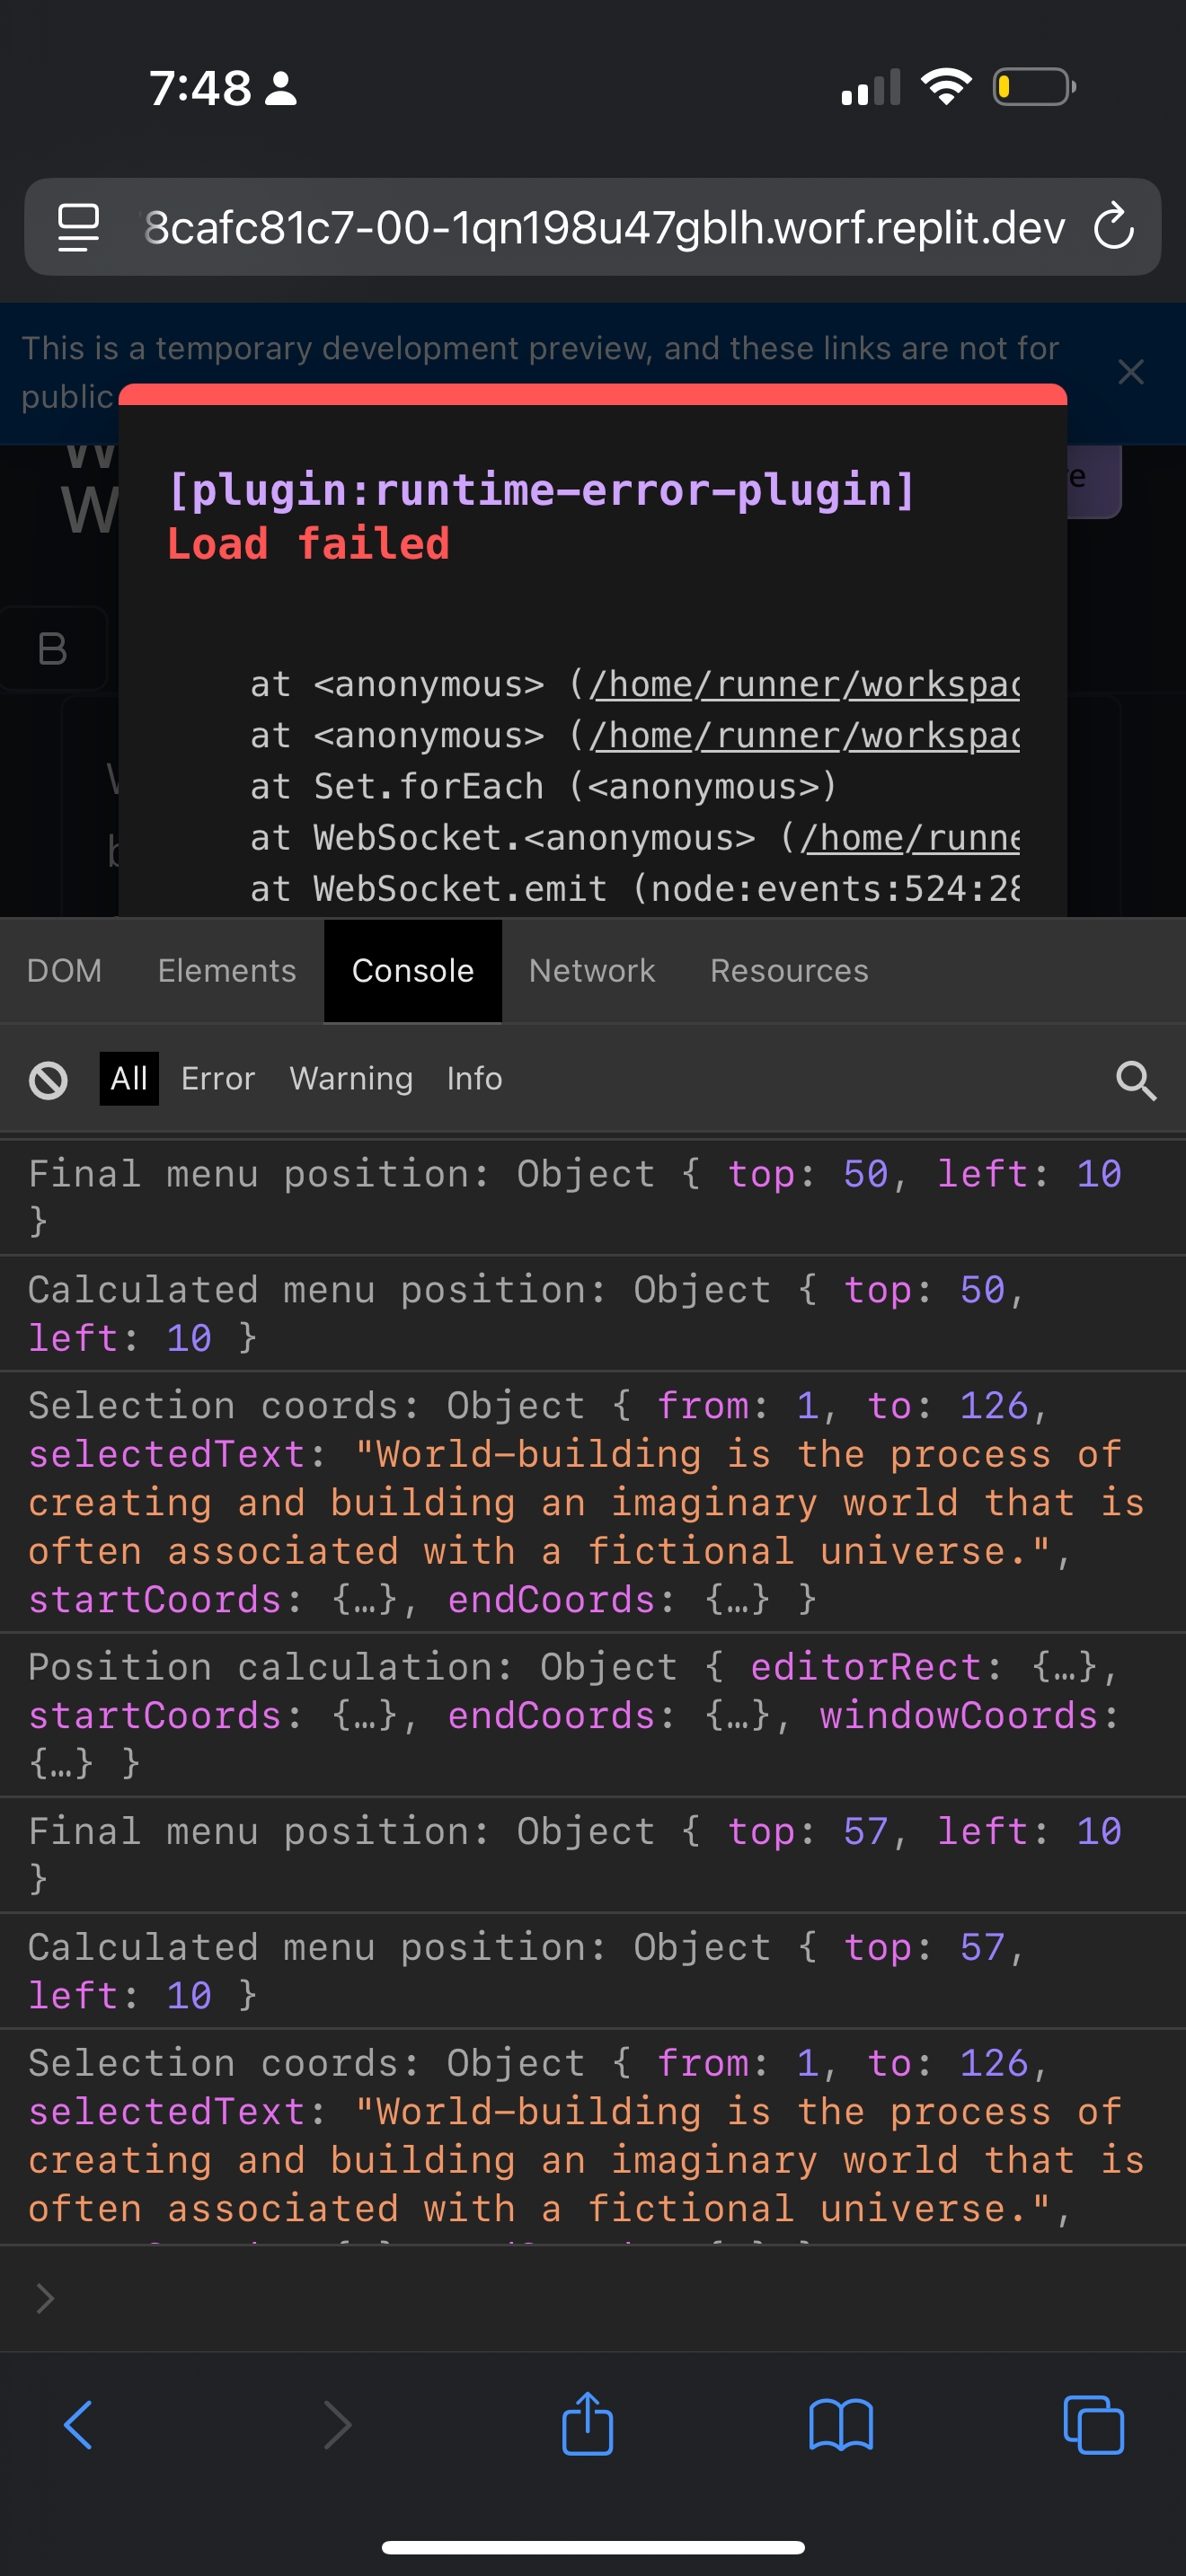 7:48
8cafc81c7-00-1qn198u47gblh.worf.replit.dev
This is a temporary development preview, and these links are not for
public
[plugin:runtime-error-plugin]
Load failed
B
at <anonymous> (/home/runner/workspac
at <anonymous> (/home/runner/workspac
at Set.forEach (<anonymous>)
at WebSocket.<anonymous> (/home/runne
at WebSocket.emit (node:events:524:28
DOM Elements Console Network Resources
All Error Warning Info
Final menu position: Object { top: 50, left: 10
}
Calculated menu position: Object { top: 50,
left: 10 }
Selection coords: Object { from: 1, to: 126,
selectedText: "World-building is the process of
creating and building an imaginary world that is
often associated with a fictional universe.",
startCoords: {…}, endCoords: {…} }
Position calculation: Object { editorRect: {…},
startCoords: {…}, endCoords: {…}, windowCoords:
{…} }
Final menu position: Object { top: 57, left: 10
}
Calculated menu position: Object { top: 57,
left: 10 }
Selection coords: Object { from: 1, to: 126,
selectedText: "World-building is the process of
creating and building an imaginary world that is
often associated with a fictional universe.",